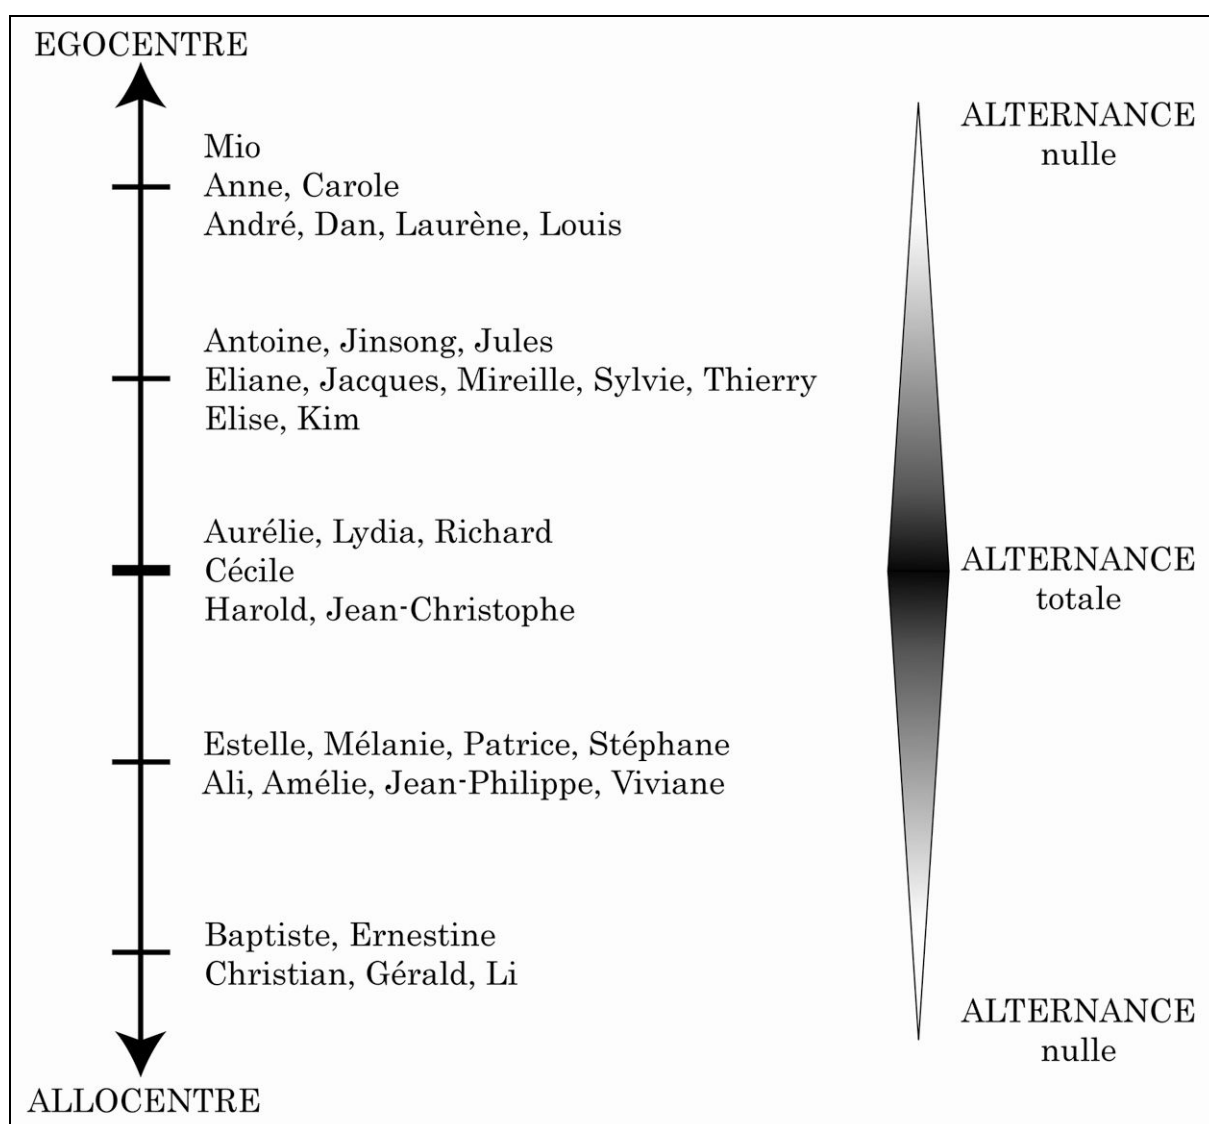 EGOCENTRE
ALTERNANCE
nulle
Mio
Anne, Carole
André, Dan, Laurène, Louis
Antoine, Jinsong, Jules
Eliane, Jacques, Mireille, Sylvie, Thierry
Elise, Kim
Aurélie, Lydia, Richard
Cécile
Harold, Jean-Christophe
ALTERNANCE
totale
Estelle, Mélanie, Patrice, Stéphane
Ali, Amélie, Jean-Philippe, Viviane
Baptiste, Ernestine
Christian, Gérald, Li
ALTERNANCE
nulle
ALLOCENTRE